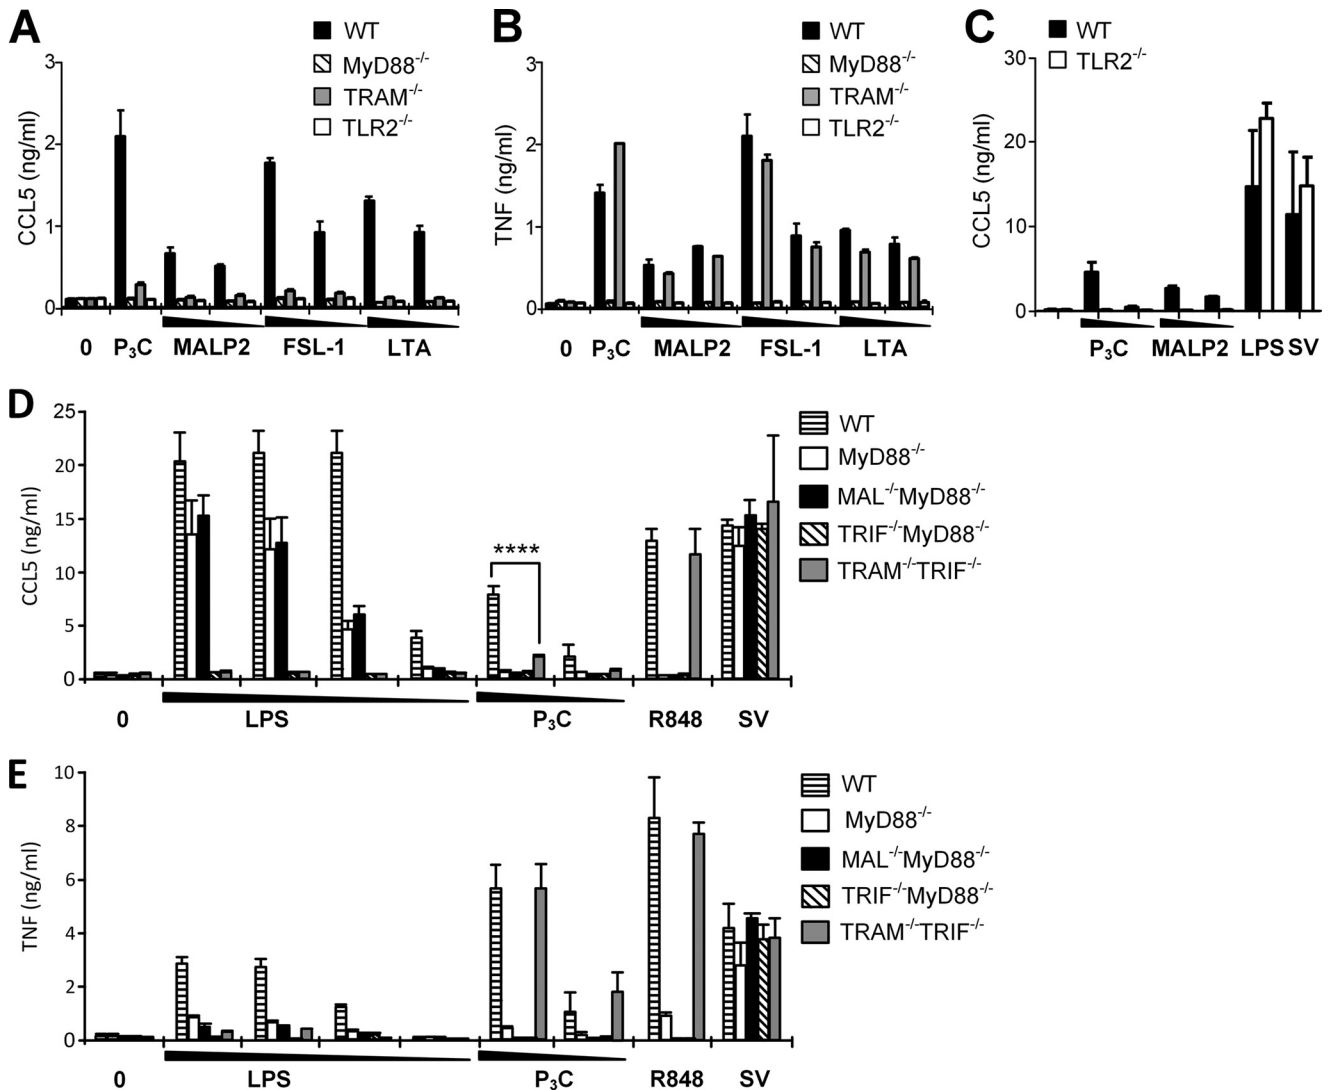 A
WT
MyD88-/-
TRAM-/-
TLR2-/-
CCL5 (ng/ml)
3
2
1
0
0 P3C MALP2 FSL-1 LTA
B
WT
MyD88-/-
TRAM-/-
TLR2-/-
TNF (ng/ml)
3
2
1
0
0 P3C MALP2 FSL-1 LTA
C
WT
TLR2-/-
CCL5 (ng/ml)
30
20
10
0
P3C MALP2 LPS SV
D
CCL5 (ng/ml)
25
20
15
10
5
0
****
WT
MyD88-/-
MAL-/-MyD88-/-
TRIF-/-MyD88-/-
TRAM-/-TRIF-/-
0 LPS P3C R848 SV
E
TNF (ng/ml)
10
8
6
4
2
0
WT
MyD88-/-
MAL-/-MyD88-/-
TRIF-/-MyD88-/-
TRAM-/-TRIF-/-
0 LPS P3C R848 SV